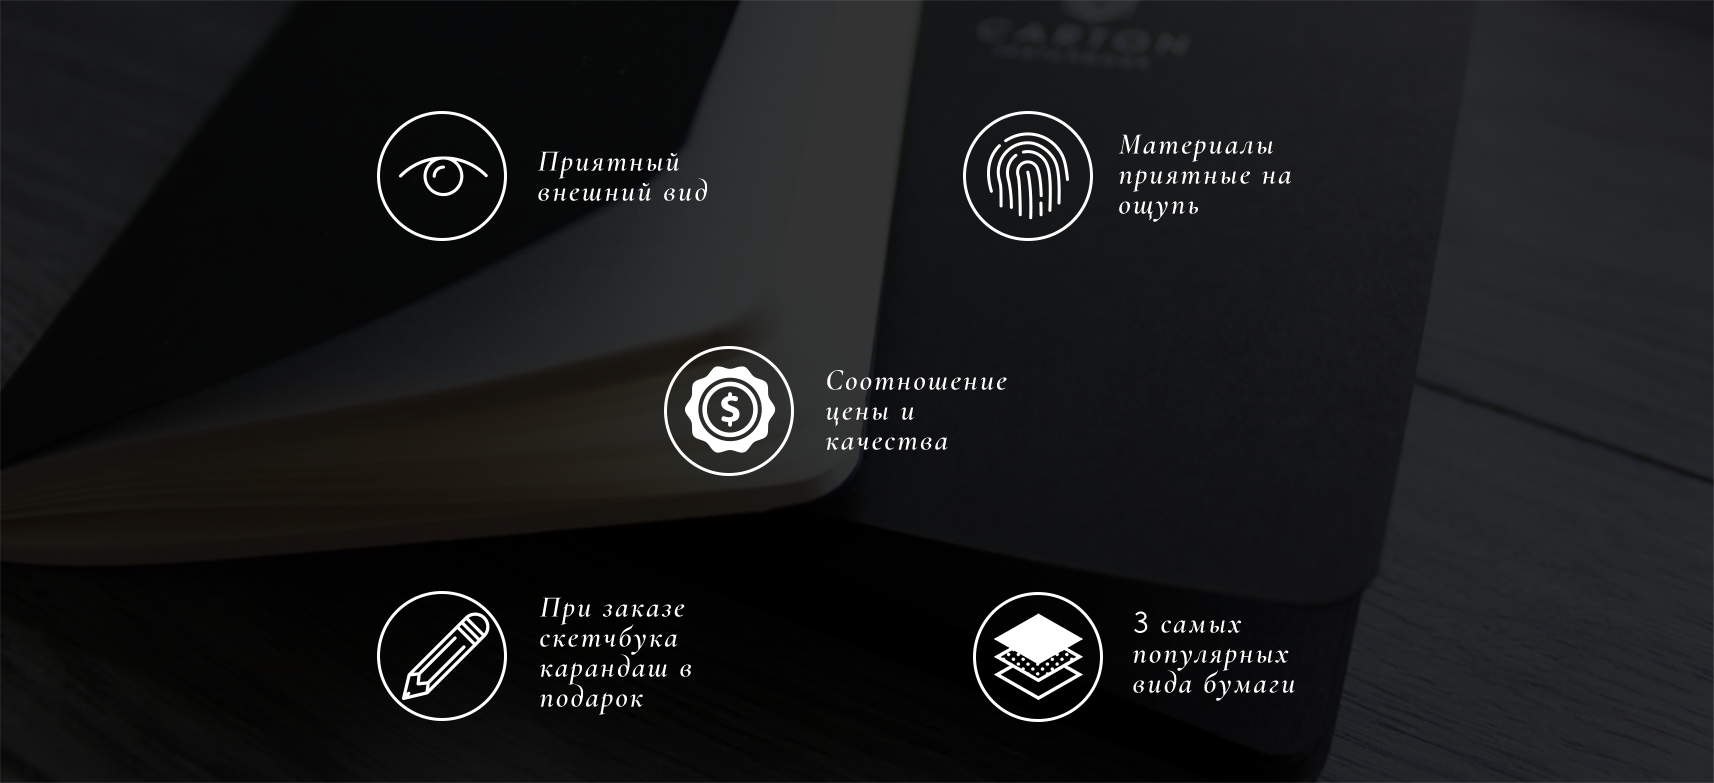 CARTON
Приятный
внешний вид
Материалы
приятные на
ощупь
Соотношение
цены и
качества
При заказе
скетчбука
карандаш в
подарок
3 самых
популярных
вида бумаги